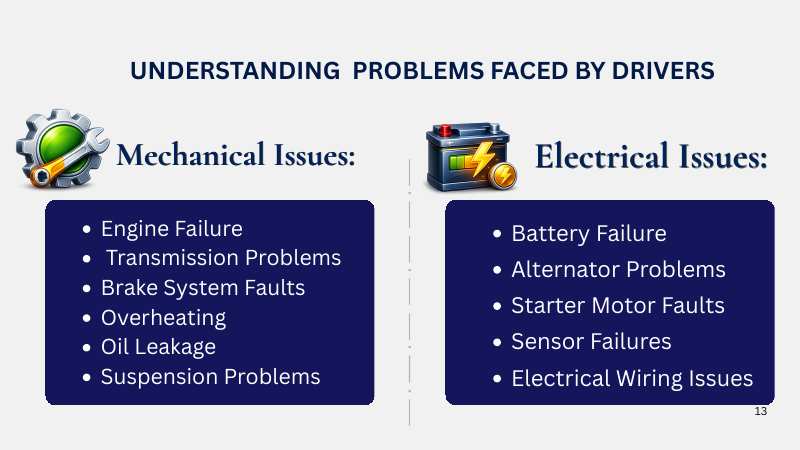 UNDERSTANDING PROBLEMS FACED BY DRIVERS
Mechanical Issues:
• Engine Failure
• Transmission Problems
• Brake System Faults
• Overheating
• Oil Leakage
• Suspension Problems
Electrical Issues:
• Battery Failure
• Alternator Problems
• Starter Motor Faults
• Sensor Failures
• Electrical Wiring Issues
13